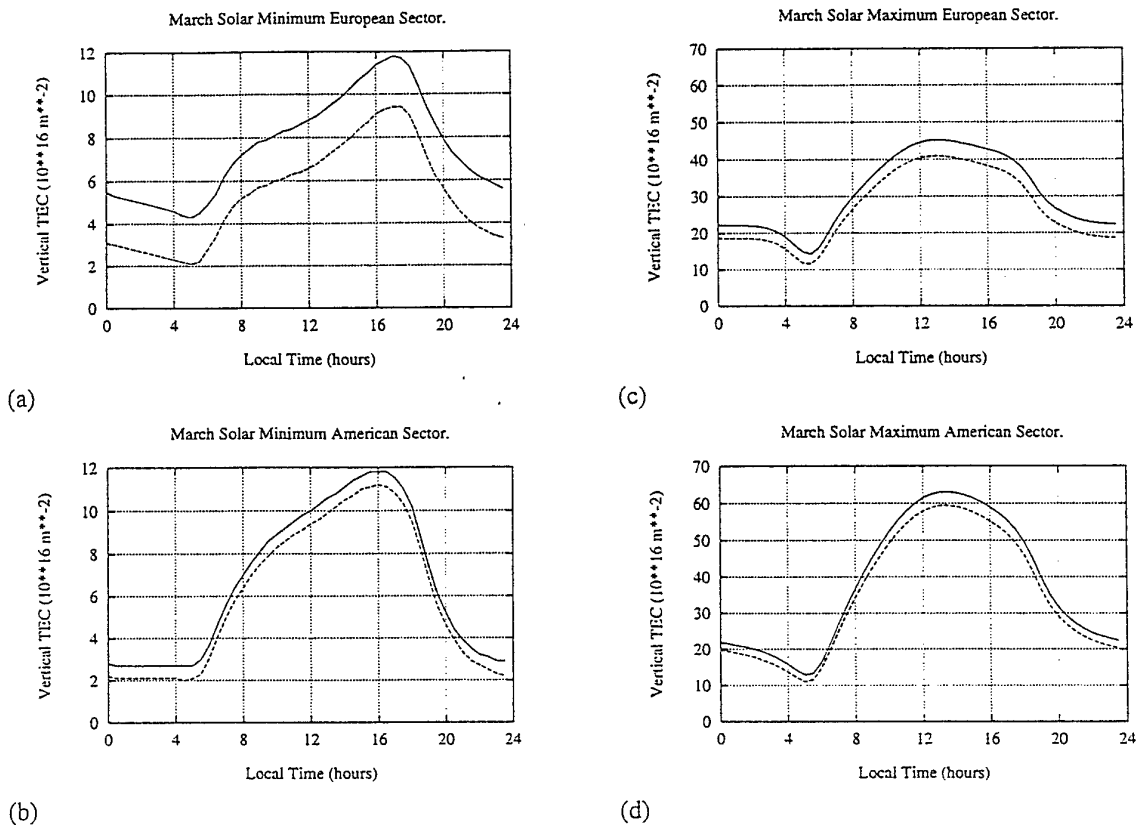 March Solar Minimum European Sector.
Vertical TEC (10**16 m**-2)
12
10
8
6
4
2
0
0 4 8 12 16 20 24
Local Time (hours)
(a)
March Solar Maximum European Sector.
Vertical TEC (10**16 m**-2)
70
60
50
40
30
20
10
0
0 4 8 12 16 20 24
Local Time (hours)
(c)
March Solar Minimum American Sector.
Vertical TEC (10**16 m**-2)
12
10
8
6
4
2
0
0 4 8 12 16 20 24
Local Time (hours)
(b)
March Solar Maximum American Sector.
Vertical TEC (10**16 m**-2)
70
60
50
40
30
20
10
0
0 4 8 12 16 20 24
Local Time (hours)
(d)